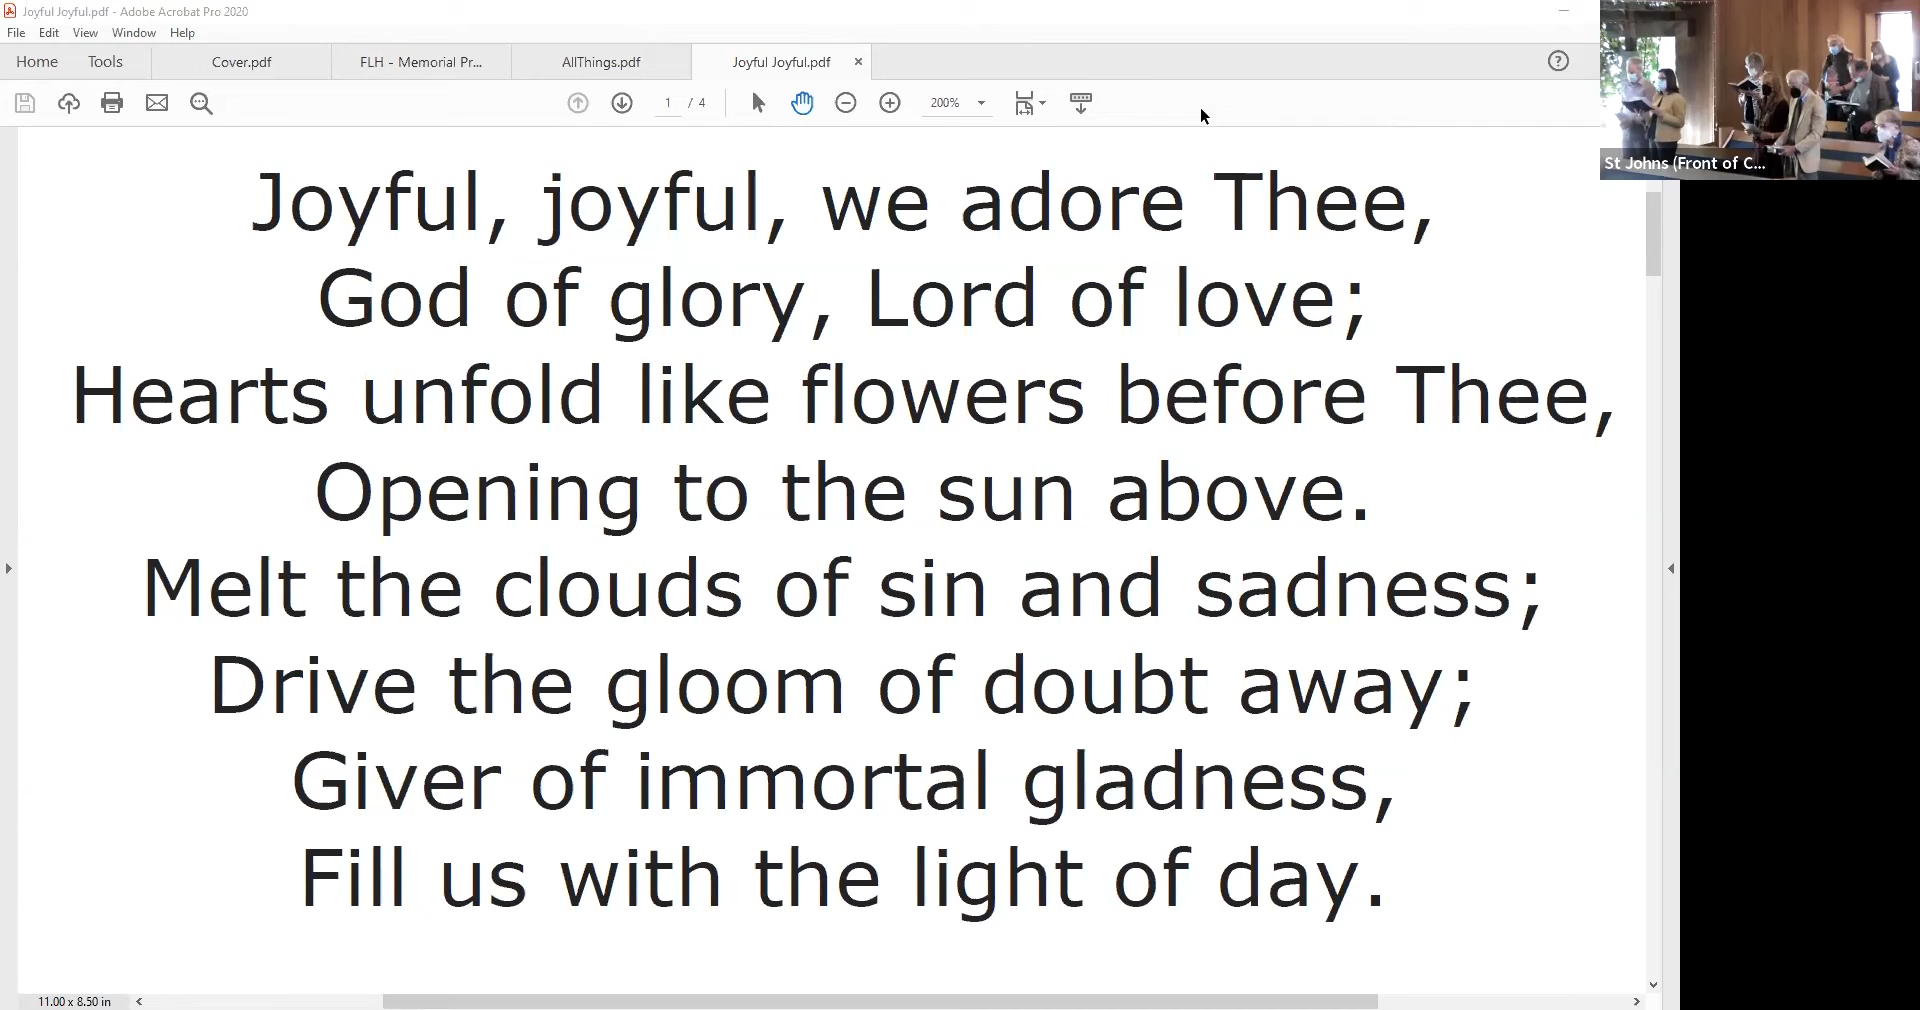 Joyful Joyful.pdf - Adobe Acrobat Pro 2020
File Edit View Window Help
Home Tools Cover.pdf FLH - Memorial Pr... AllThings.pdf Joyful Joyful.pdf ×
1 / 4 200%
St Johns (Front of C...
Joyful, joyful, we adore Thee,
God of glory, Lord of love;
Hearts unfold like flowers before Thee,
Opening to the sun above.
Melt the clouds of sin and sadness;
Drive the gloom of doubt away;
Giver of immortal gladness,
Fill us with the light of day.
11.00 x 8.50 in